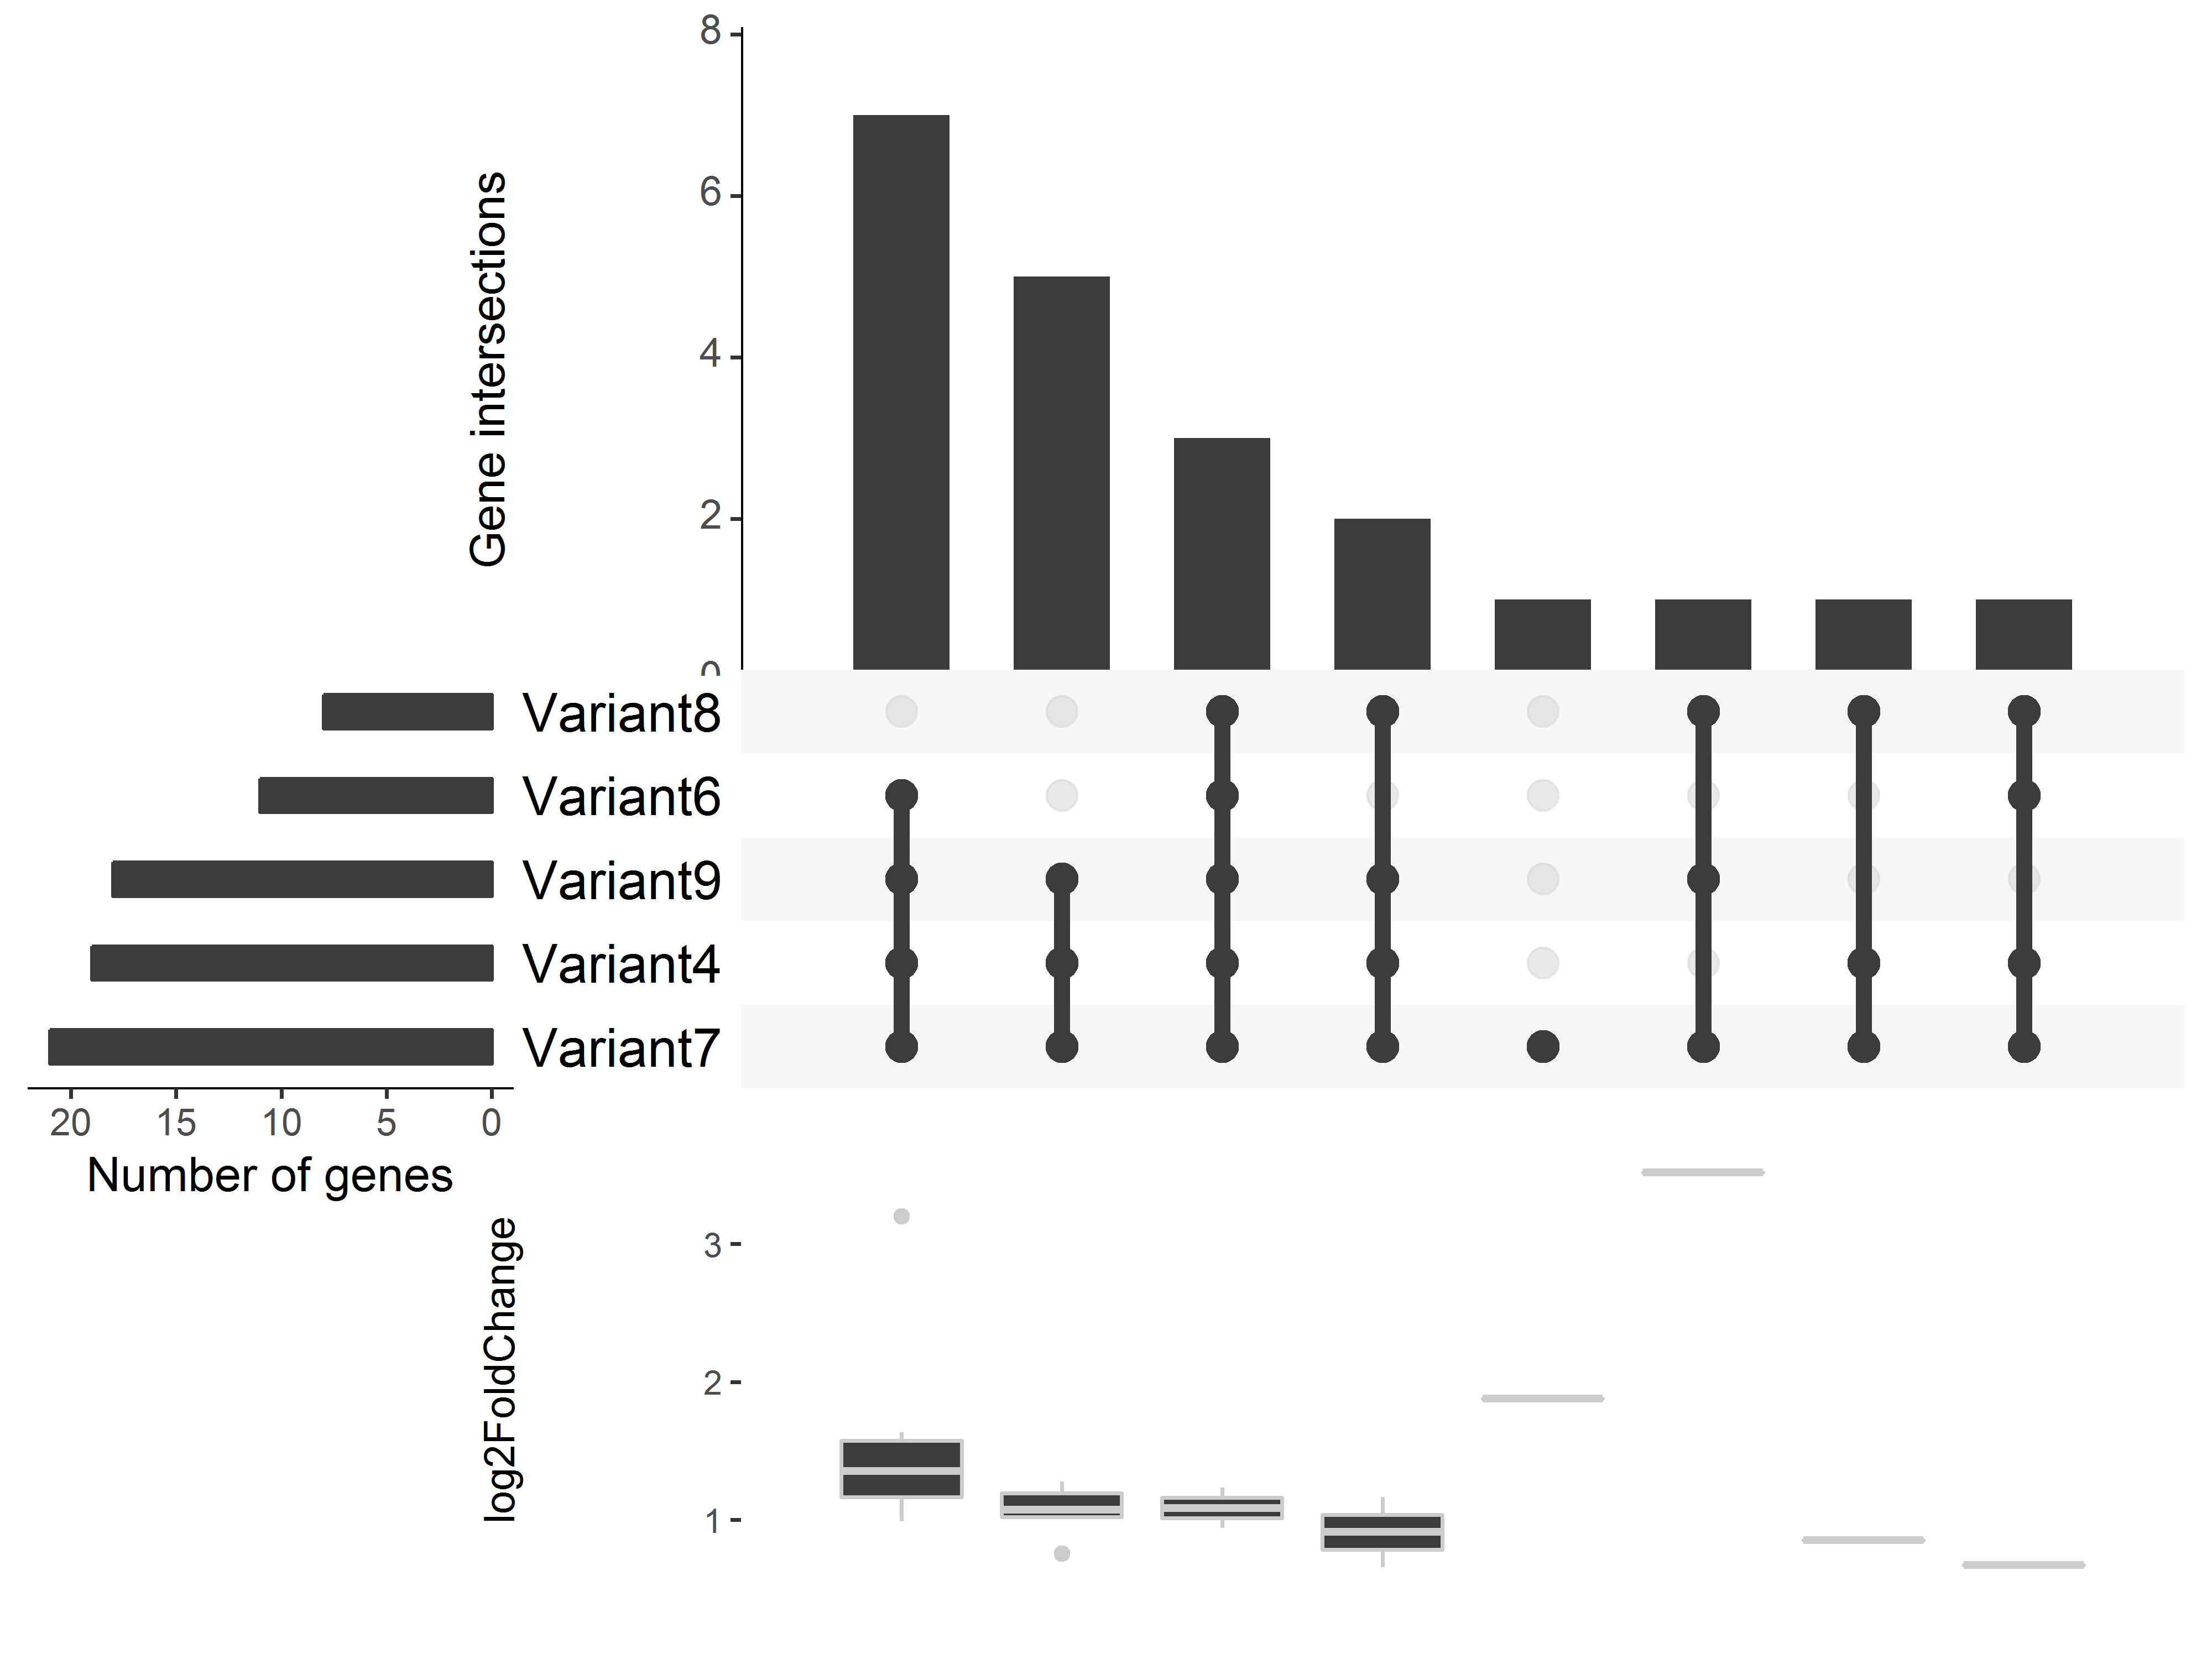 8
6
4
2
0
Gene intersections
Variant8
Variant6
Variant9
Variant4
Variant7
20 15 10 5 0
Number of genes
3
2
1
log2FoldChange